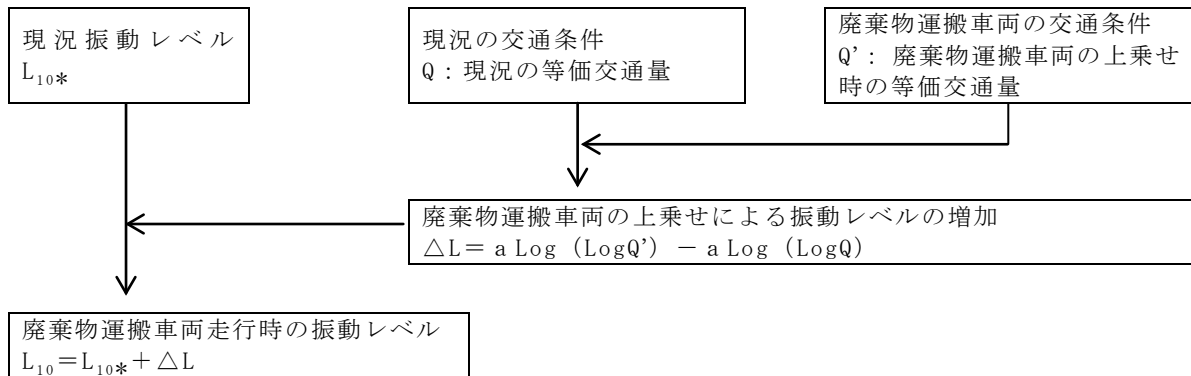 現況振動レベル
L₁₀*
現況の交通条件
Q：現況の等価交通量
廃棄物運搬車両の交通条件
Q’：廃棄物運搬車両の上乗せ
時の等価交通量
廃棄物運搬車両の上乗せによる振動レベルの増加
△L＝ a Log（LogQ’）－ a Log（LogQ）
廃棄物運搬車両走行時の振動レベル
L₁₀＝L₁₀*＋△L